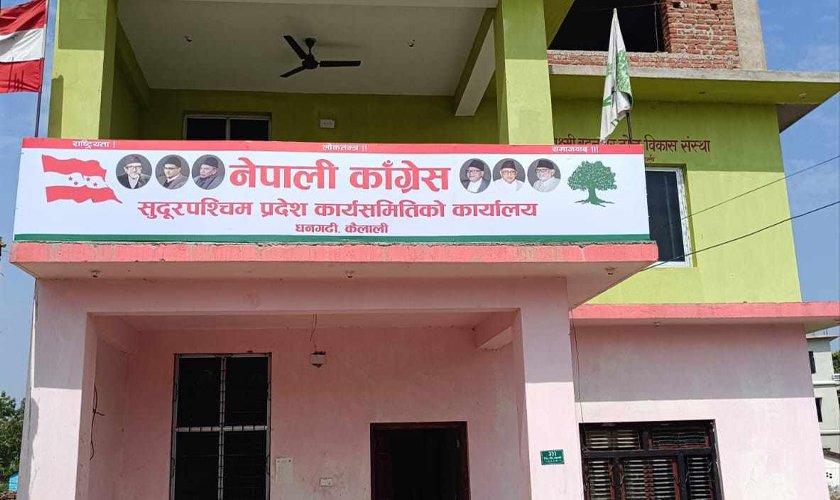 राष्ट्रियता ! लोकतन्त्र !! समाजवाद !!!
नेपाली काँग्रेस
सुदूरपश्चिम प्रदेश कार्यसमितिको कार्यालय
धनगढी, कैलाली
विकास संस्था